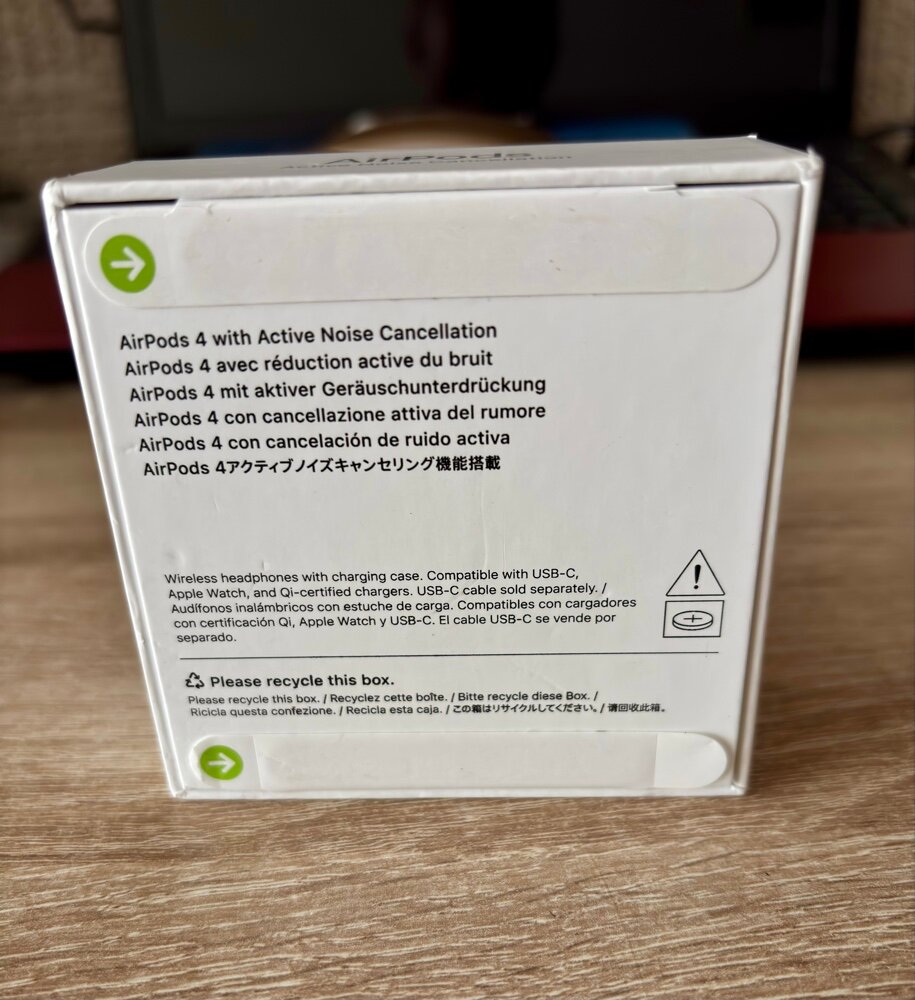 AirPods
Active Noise Cancellation
AirPods 4 with Active Noise Cancellation
AirPods 4 avec réduction active du bruit
AirPods 4 mit aktiver Geräuschunterdrückung
AirPods 4 con cancellazione attiva del rumore
AirPods 4 con cancelación de ruido activa
AirPods 4アクティブノイズキャンセリング機能搭載
Wireless headphones with charging case. Compatible with USB-C,
Apple Watch, and Qi-certified chargers. USB-C cable sold separately. /
Audífonos inalámbricos con estuche de carga. Compatibles con cargadores
con certificación Qi, Apple Watch y USB-C. El cable USB-C se vende por
separado.
Please recycle this box.
Please recycle this box. / Recyclez cette boîte. / Bitte recycle diese Box. /
Ricicla questa confezione. / Recicla esta caja. / この箱はリサイクルしてください。/ 请回收此箱。